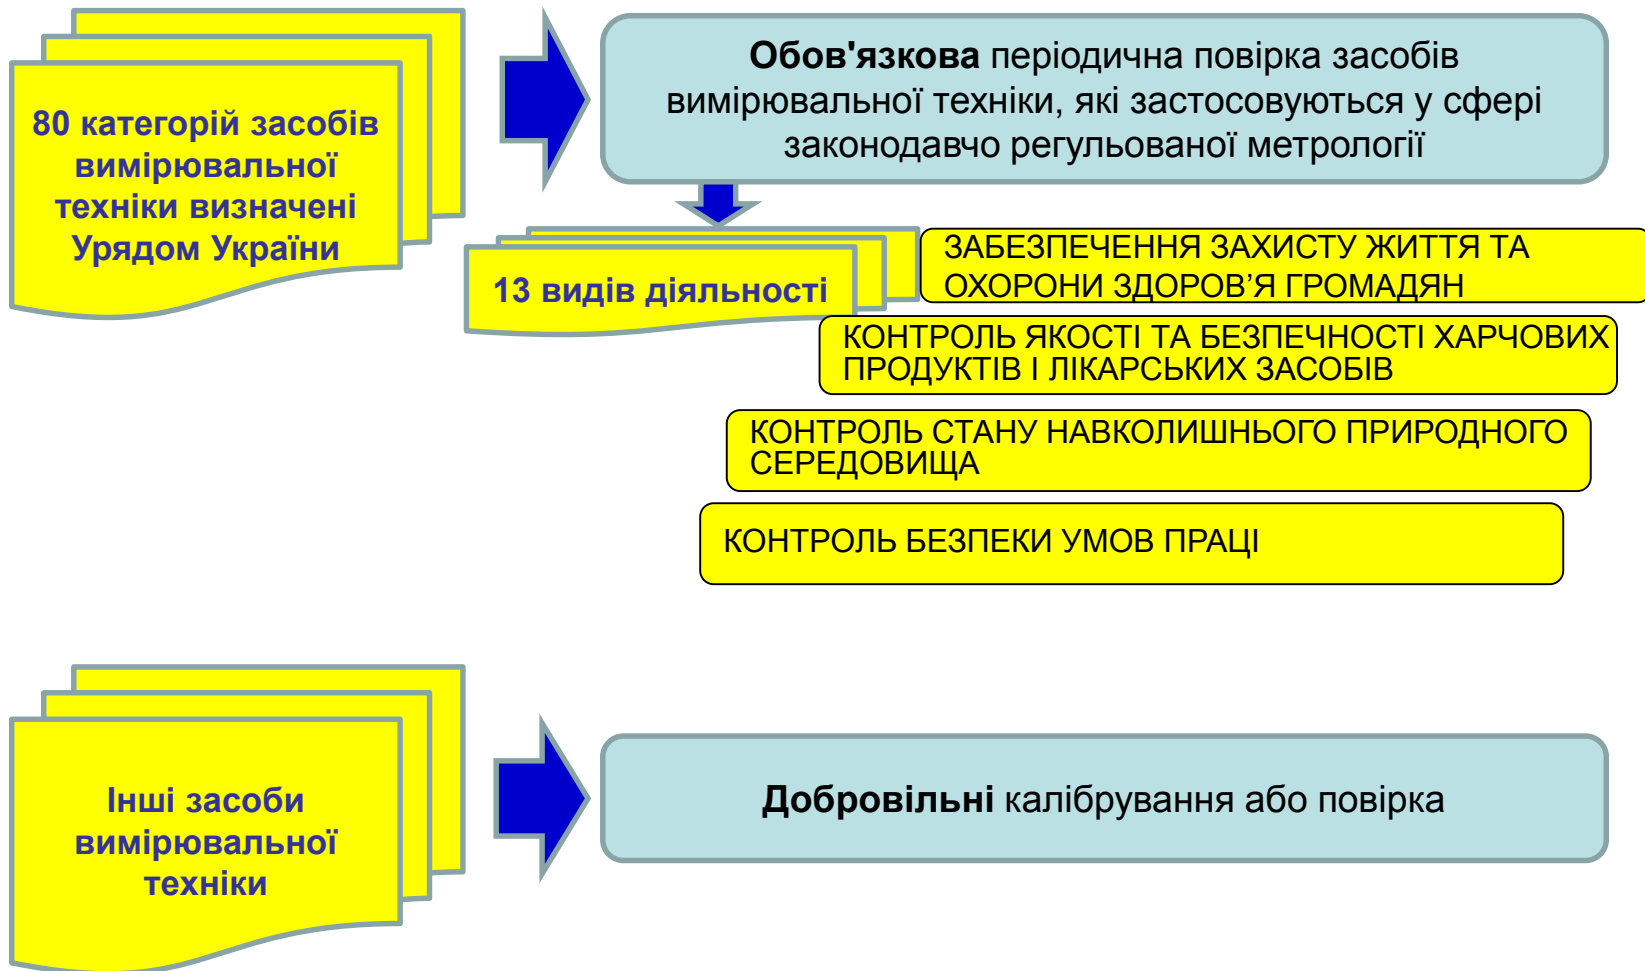 80 категорій засобів
вимірювальної
техніки визначені
Урядом України
Обов'язкова періодична повірка засобів
вимірювальної техніки, які застосовуються у сфері
законодавчо регульованої метрології
13 видів діяльності
ЗАБЕЗПЕЧЕННЯ ЗАХИСТУ ЖИТТЯ ТА
ОХОРОНИ ЗДОРОВ’Я ГРОМАДЯН
КОНТРОЛЬ ЯКОСТІ ТА БЕЗПЕЧНОСТІ ХАРЧОВИХ
ПРОДУКТІВ І ЛІКАРСЬКИХ ЗАСОБІВ
КОНТРОЛЬ СТАНУ НАВКОЛИШНЬОГО ПРИРОДНОГО
СЕРЕДОВИЩА
КОНТРОЛЬ БЕЗПЕКИ УМОВ ПРАЦІ
Інші засоби
вимірювальної
техніки
Добровільні калібрування або повірка